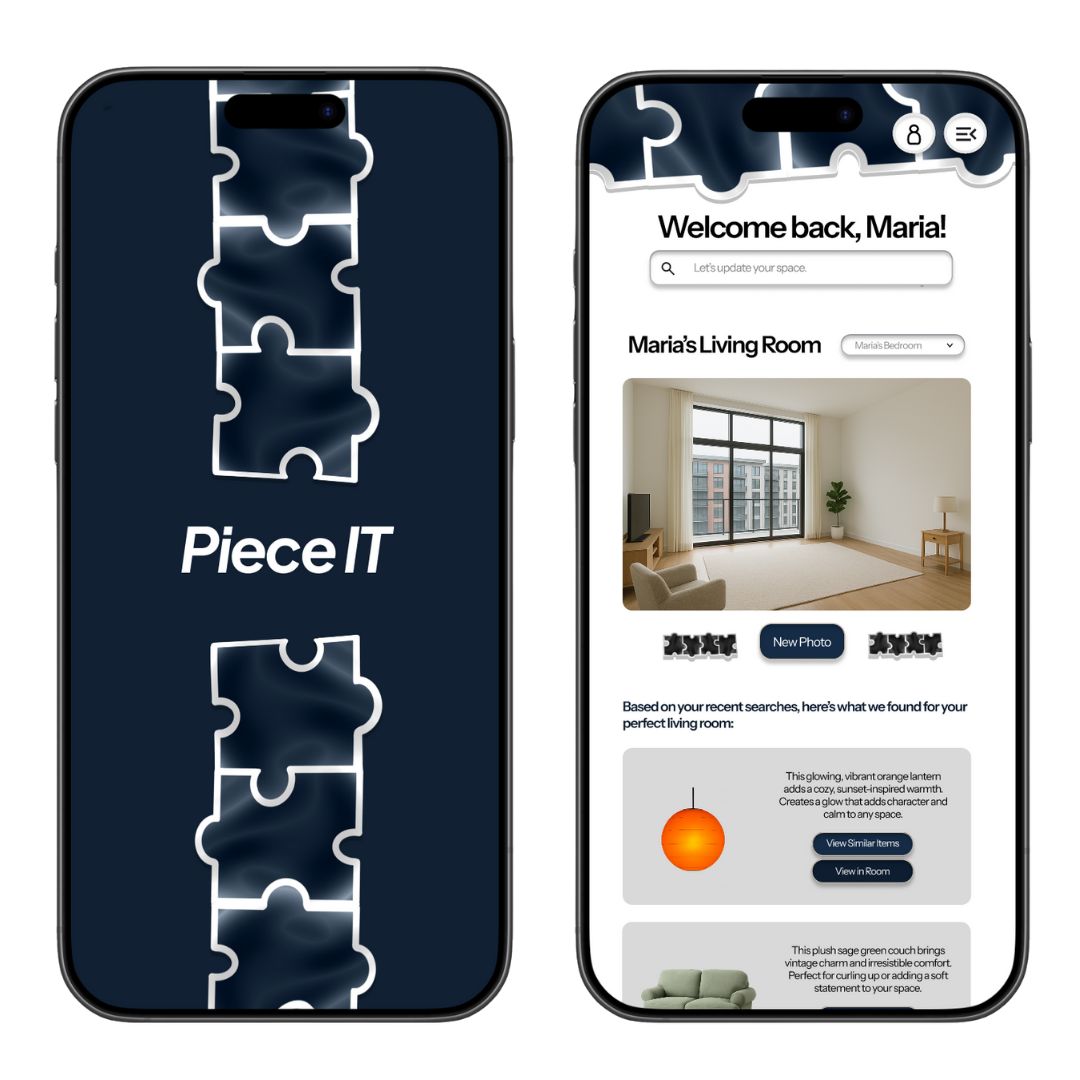 Piece IT
Welcome back, Maria!
Let's update your space.
Maria's Living Room
Maria's Bedroom
New Photo
Based on your recent searches, here's what we found for your
perfect living room:
This glowing, vibrant orange lantern
adds a cozy, sunset-inspired warmth.
Creates a glow that adds character and
calm to any space.
View Similar Items
View in Room
This plush sage green couch brings
vintage charm and irresistible comfort.
Perfect for curling up or adding a soft
statement to your space.